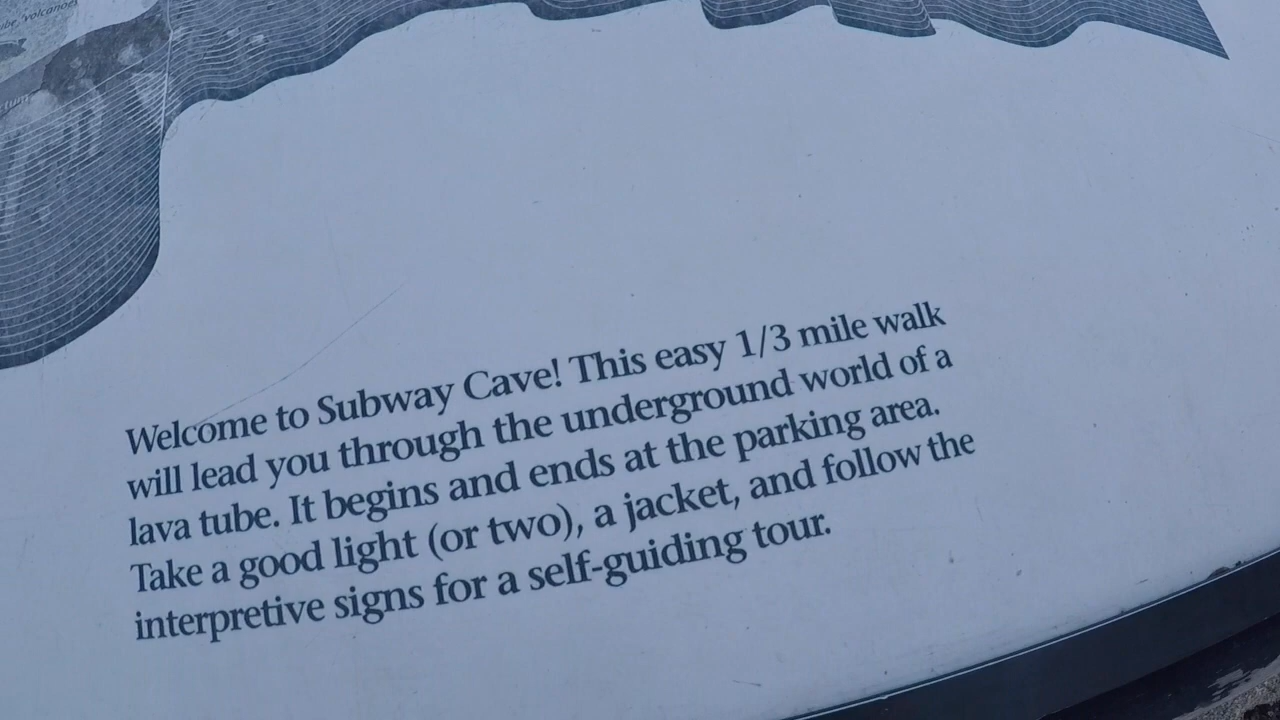 Welcome to Subway Cave! This easy 1/3 mile walk
will lead you through the underground world of a
lava tube. It begins and ends at the parking area.
Take a good light (or two), a jacket, and follow the
interpretive signs for a self-guiding tour.